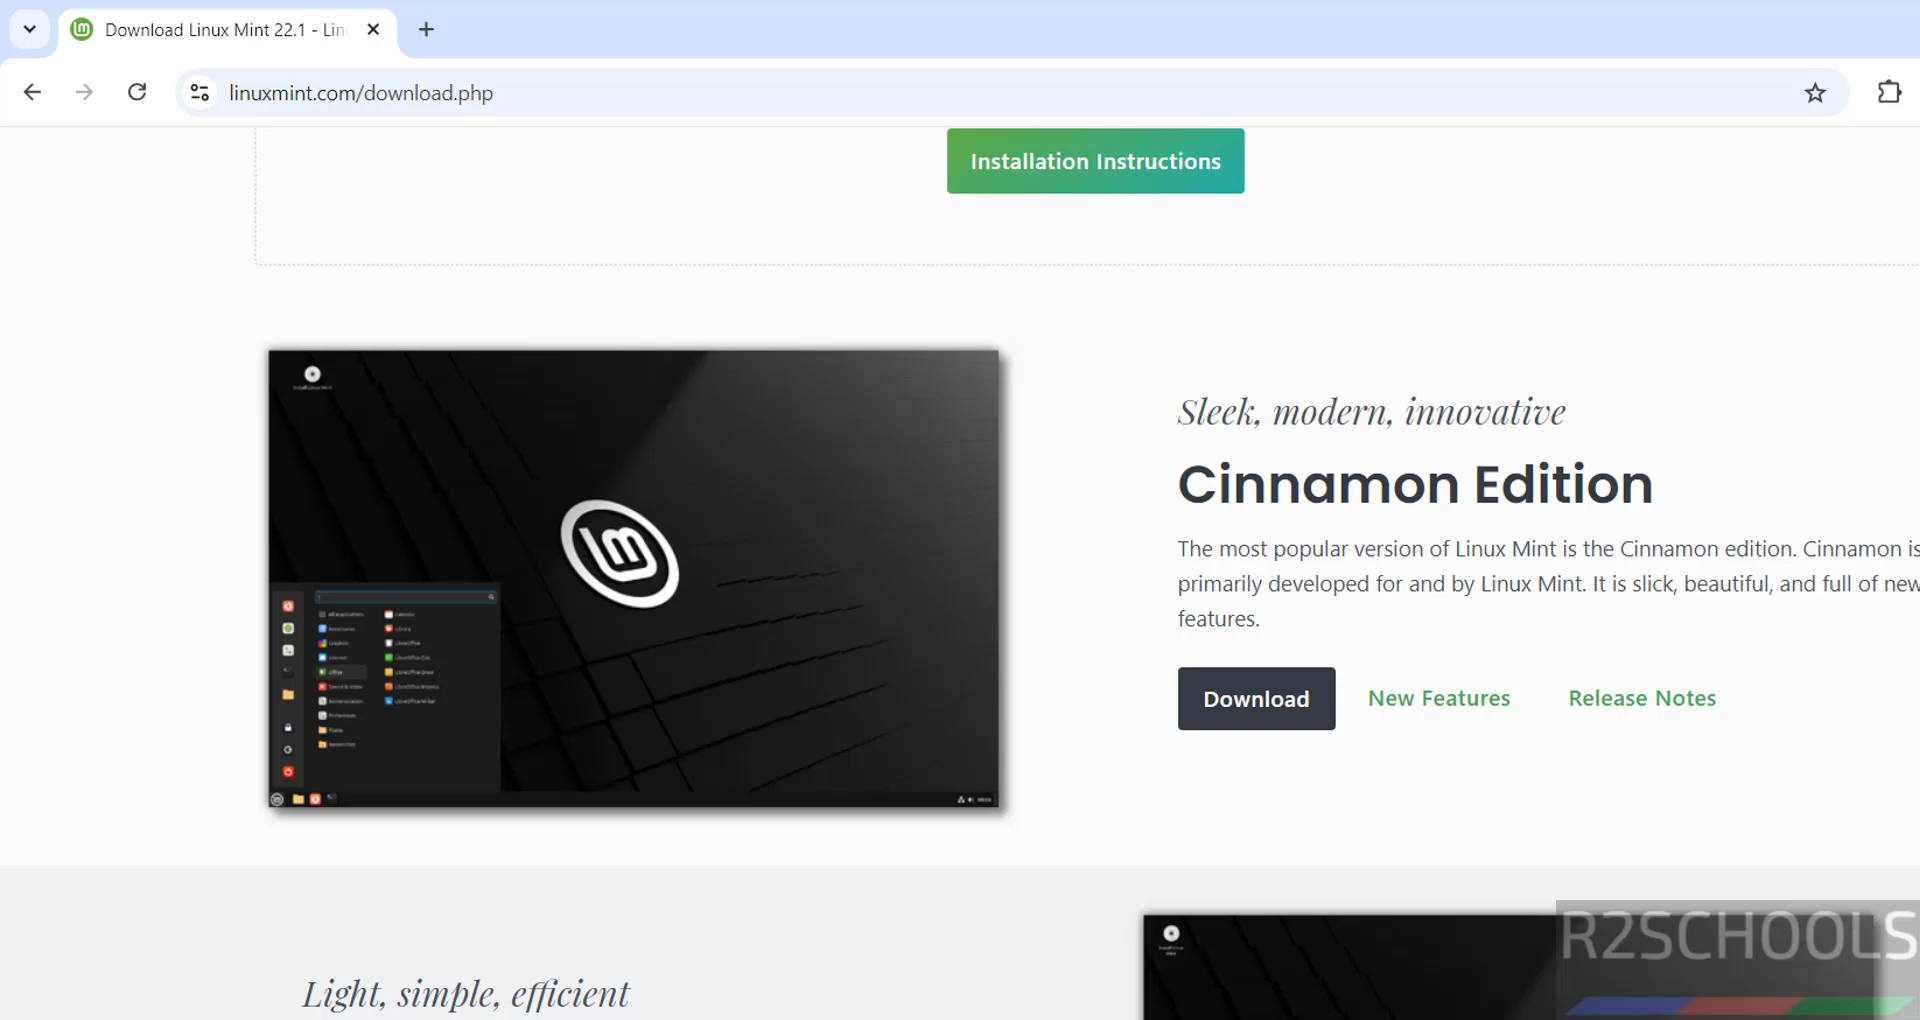 Download Linux Mint 22.1 - Lin
linuxmint.com/download.php
Installation Instructions
Sleek, modern, innovative
Cinnamon Edition
The most popular version of Linux Mint is the Cinnamon edition. Cinnamon is
primarily developed for and by Linux Mint. It is slick, beautiful, and full of new
features.
Download New Features Release Notes
Light, simple, efficient
R2SCHOOLS